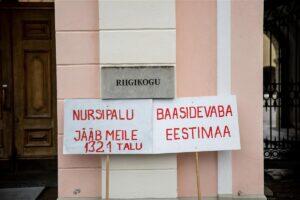 RIIGIKOGU
NURSIPALU
JÄÄB MEILE
1321 TALU
BAASIDEVABA
EESTIMAA